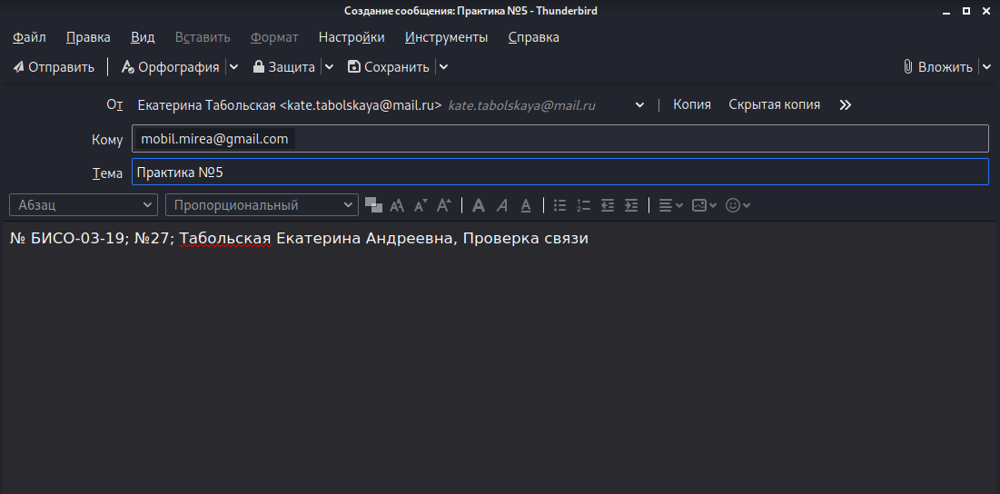 Создание сообщения: Практика №5 - Thunderbird
Файл Правка Вид Вставить Формат Настройки Инструменты Справка
Отправить Орфография Защита Сохранить Вложить
От Екатерина Табольская <kate.tabolskaya@mail.ru> kate.tabolskaya@mail.ru Копия Скрытая копия
Кому mobil.mirea@gmail.com
Тема Практика №5
Абзац Пропорциональный
№ БИСО-03-19; №27; Табольская Екатерина Андреевна, Проверка связи